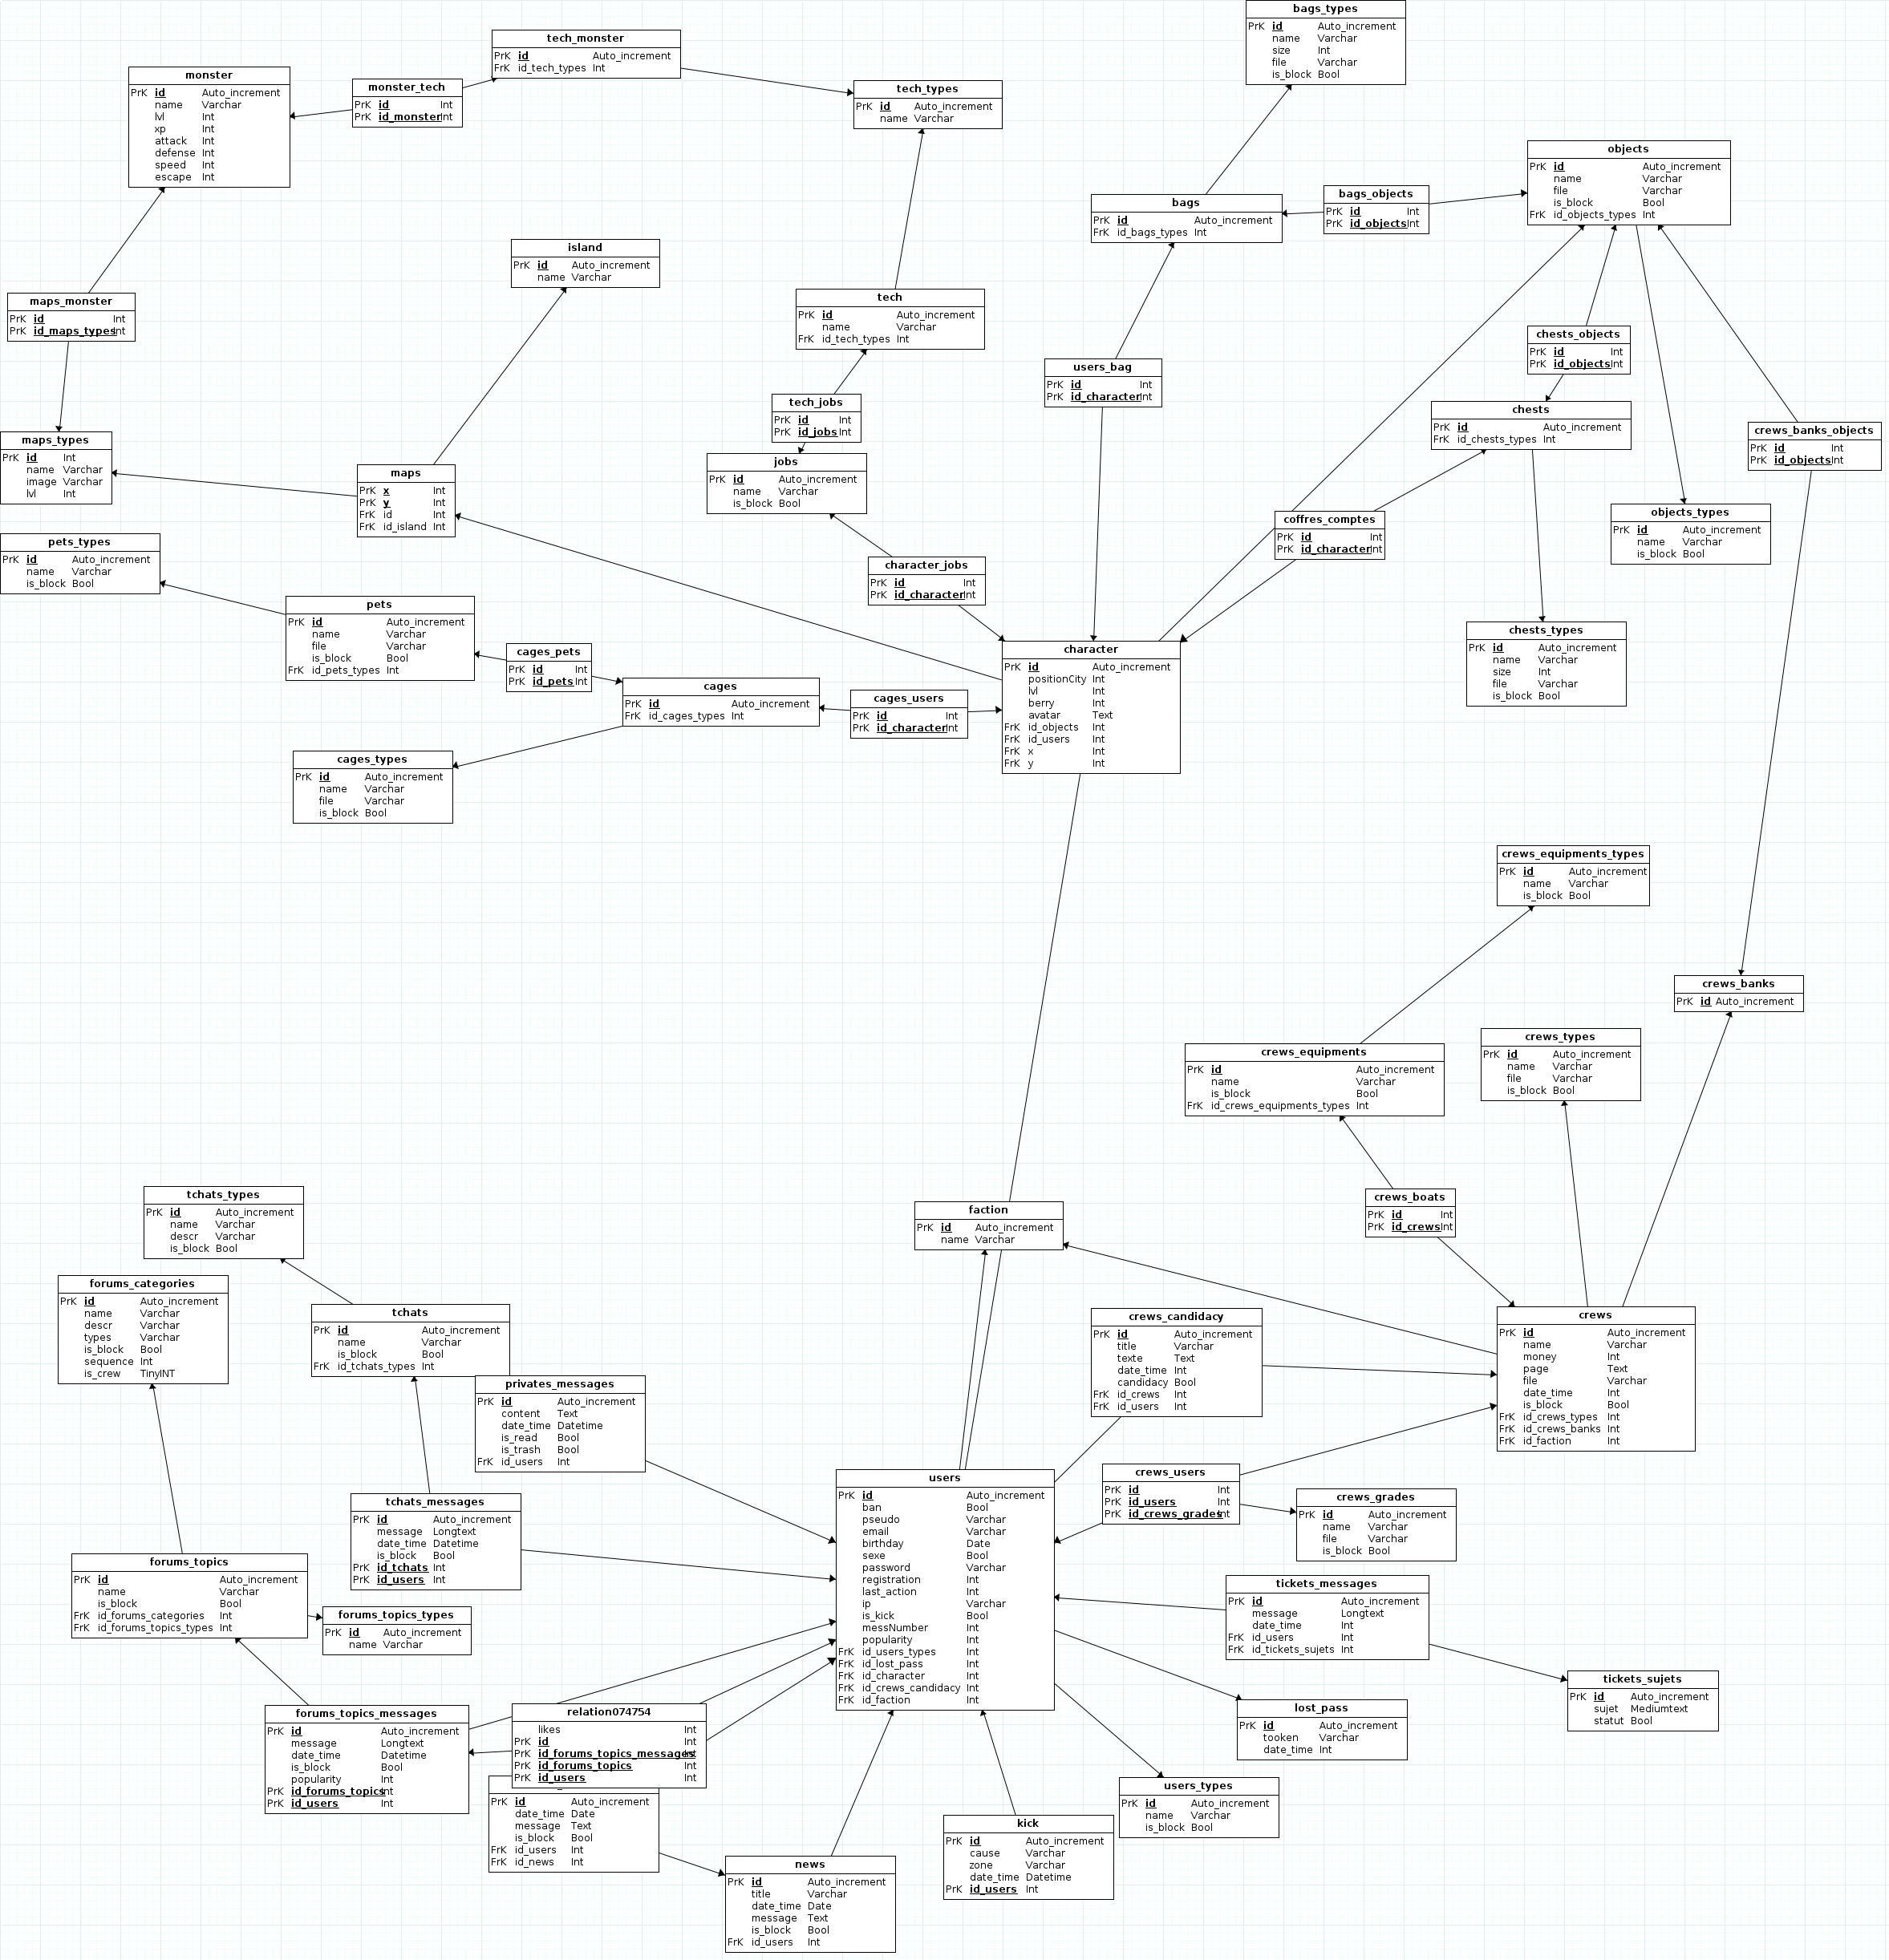 bags_types
PrK id Auto_increment
name Varchar
size Int
file Varchar
is_block Bool
tech_monster
PrK id Auto_increment
FrK id_tech_types Int
monster
PrK id Auto_increment
name Varchar
lvl Int
xp Int
attack Int
defense Int
speed Int
escape Int
monster_tech
PrK id Int
PrK id_monster Int
tech_types
PrK id Auto_increment
name Varchar
objects
PrK id Auto_increment
name Varchar
file Varchar
is_block Bool
FrK id_objects_types Int
bags
PrK id Auto_increment
FrK id_bags_types Int
bags_objects
PrK id Int
PrK id_objects Int
island
PrK id Auto_increment
name Varchar
maps_monster
PrK id Int
PrK id_maps_types Int
tech
PrK id Auto_increment
name Varchar
FrK id_tech_types Int
chests_objects
PrK id Int
PrK id_objects Int
users_bag
PrK id Int
PrK id_character Int
tech_jobs
PrK id Int
PrK id_jobs Int
chests
PrK id Auto_increment
FrK id_chests_types Int
crews_banks_objects
PrK id Int
PrK id_objects Int
maps_types
PrK id Int
name Varchar
image Varchar
lvl Int
maps
PrK x Int
PrK y Int
FrK id Int
FrK id_island Int
jobs
PrK id Auto_increment
name Varchar
is_block Bool
coffres_comptes
PrK id Int
PrK id_character Int
objects_types
PrK id Auto_increment
name Varchar
is_block Bool
pets_types
PrK id Auto_increment
name Varchar
is_block Bool
character_jobs
PrK id Int
PrK id_character Int
pets
PrK id Auto_increment
name Varchar
file Varchar
is_block Bool
FrK id_pets_types Int
cages_pets
PrK id Int
PrK id_pets Int
chests_types
PrK id Auto_increment
name Varchar
size Int
file Varchar
is_block Bool
character
PrK id Auto_increment
positionCity Int
lvl Int
berry Int
avatar Text
FrK id_objects Int
FrK id_users Int
FrK x Int
FrK y Int
cages
PrK id Auto_increment
FrK id_cages_types Int
cages_users
PrK id Int
PrK id_character Int
cages_types
PrK id Auto_increment
name Varchar
file Varchar
is_block Bool
crews_equipments_types
PrK id Auto_increment
name Varchar
is_block Bool
crews_banks
PrK id Auto_increment
crews_types
PrK id Auto_increment
name Varchar
file Varchar
is_block Bool
crews_equipments
PrK id Auto_increment
name Varchar
is_block Bool
FrK id_crews_equipments_types Int
tchats_types
PrK id Auto_increment
name Varchar
descr Varchar
is_block Bool
crews_boats
PrK id Int
PrK id_crews Int
faction
PrK id Auto_increment
name Varchar
forums_categories
PrK id Auto_increment
name Varchar
descr Varchar
types Varchar
is_block Bool
sequence Int
is_crew TinyINT
tchats
PrK id Auto_increment
name Varchar
is_block Bool
FrK id_tchats_types Int
crews_candidacy
PrK id Auto_increment
title Varchar
texte Text
date_time Int
candidacy Bool
FrK id_crews Int
FrK id_users Int
crews
PrK id Auto_increment
name Varchar
money Int
page Text
file Varchar
date_time Int
is_block Bool
FrK id_crews_types Int
FrK id_crews_banks Int
FrK id_faction Int
privates_messages
PrK id Auto_increment
content Text
date_time Datetime
is_read Bool
is_trash Bool
FrK id_users Int
users
PrK id Auto_increment
ban Bool
pseudo Varchar
email Varchar
birthday Date
sexe Bool
password Varchar
registration Int
last_action Int
ip Varchar
is_kick Bool
messNumber Int
popularity Int
FrK id_users_types Int
FrK id_lost_pass Int
FrK id_character Int
FrK id_crews_candidacy Int
FrK id_faction Int
crews_users
PrK id Int
PrK id_users Int
PrK id_crews_grades Int
crews_grades
PrK id Auto_increment
name Varchar
file Varchar
is_block Bool
tchats_messages
PrK id Auto_increment
message Longtext
date_time Datetime
is_block Bool
PrK id_tchats Int
PrK id_users Int
forums_topics
PrK id Auto_increment
name Varchar
is_block Bool
FrK id_forums_categories Int
FrK id_forums_topics_types Int
forums_topics_types
PrK id Auto_increment
name Varchar
tickets_messages
PrK id Auto_increment
message Longtext
date_time Int
FrK id_users Int
FrK id_tickets_sujets Int
tickets_sujets
PrK id Auto_increment
sujet Mediumtext
statut Bool
lost_pass
PrK id Auto_increment
tooken Varchar
date_time Int
forums_topics_messages
PrK id Auto_increment
message Longtext
date_time Datetime
is_block Bool
popularity Int
PrK id_forums_topics Int
PrK id_users Int
relation074754
likes Int
PrK id Int
PrK id_forums_topics_messages Int
PrK id_forums_topics Int
PrK id_users Int
PrK id Auto_increment
date_time Date
message Text
is_block Bool
FrK id_users Int
FrK id_news Int
users_types
PrK id Auto_increment
name Varchar
is_block Bool
kick
PrK id Auto_increment
cause Varchar
zone Varchar
date_time Datetime
PrK id_users Int
news
PrK id Auto_increment
title Varchar
date_time Date
message Text
is_block Bool
FrK id_users Int